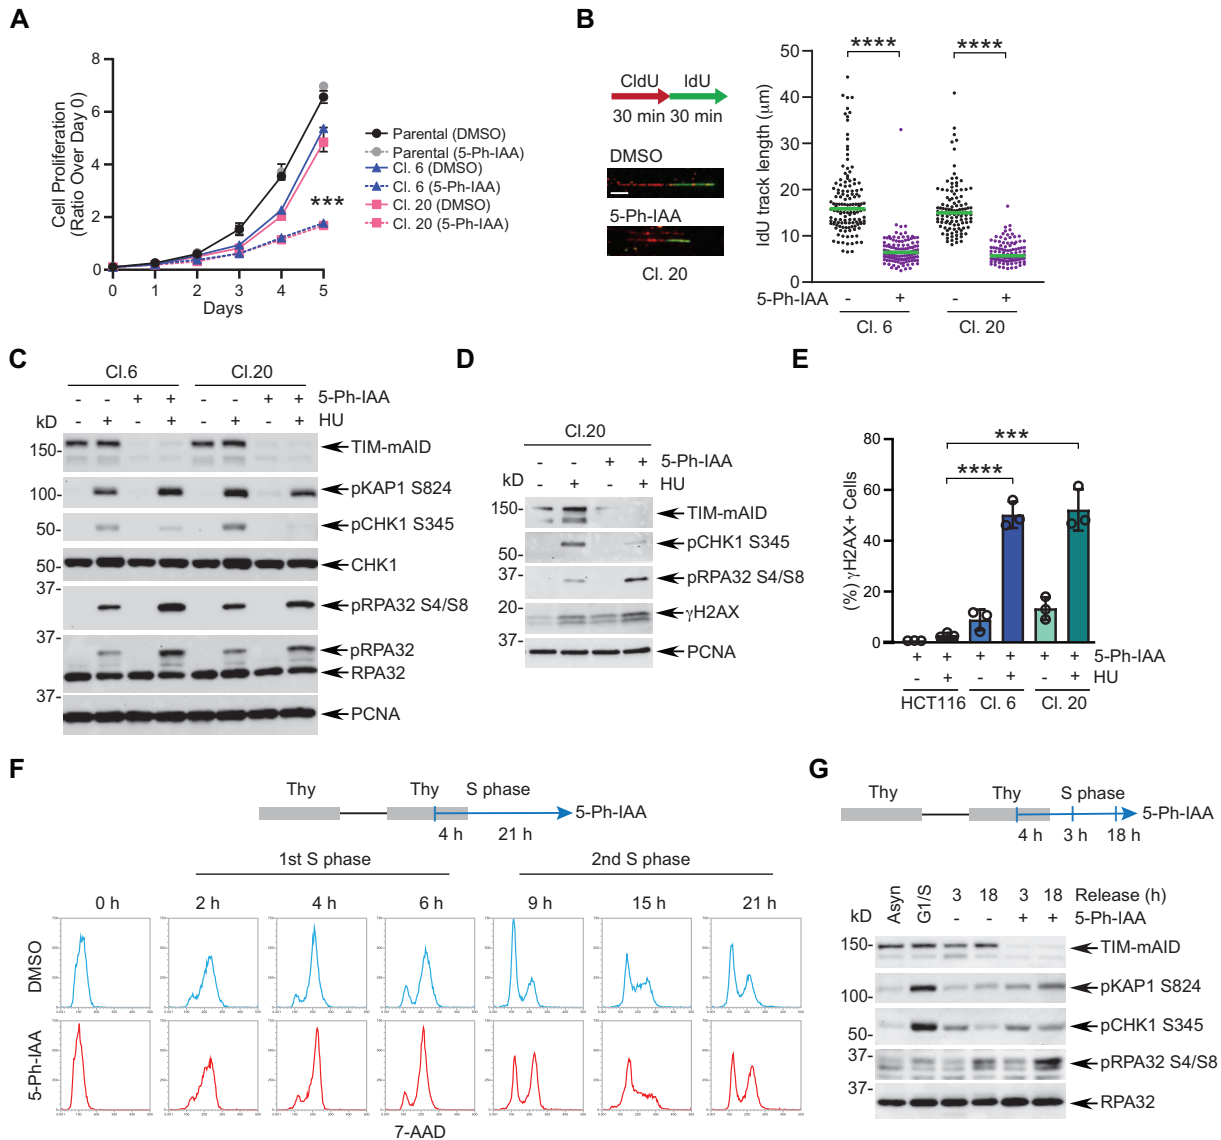 A
Cell Proliferation
(Ratio Over Day 0)
8
6
4
2
0
0 1 2 3 4 5
Days
***
Parental (DMSO)
Parental (5-Ph-IAA)
Cl. 6 (DMSO)
Cl. 6 (5-Ph-IAA)
Cl. 20 (DMSO)
Cl. 20 (5-Ph-IAA)
B
CldU IdU
30 min 30 min
DMSO
5-Ph-IAA
Cl. 20
IdU track length (μm)
50
40
30
20
10
0
**** ****
5-Ph-IAA - + - +
Cl. 6 Cl. 20
C
Cl.6 Cl.20
- - + + - - + + 5-Ph-IAA
kD - + - + - + - + HU
150- TIM-mAID
100- pKAP1 S824
50- pCHK1 S345
50- CHK1
37- pRPA32 S4/S8
37- pRPA32
RPA32
37- PCNA
D
Cl.20
- - + + 5-Ph-IAA
kD - + - + HU
150- TIM-mAID
50- pCHK1 S345
37- pRPA32 S4/S8
20- γH2AX
37- PCNA
E
(%) γH2AX+ Cells
80
60
40
20
0
***
****
+ + + + + + 5-Ph-IAA
- + - + - + HU
HCT116 Cl. 6 Cl. 20
F
Thy Thy S phase
5-Ph-IAA
4 h 21 h
1st S phase 2nd S phase
0 h 2 h 4 h 6 h 9 h 15 h 21 h
DMSO
5-Ph-IAA
7-AAD
G
Thy Thy S phase
5-Ph-IAA
4 h 3 h 18 h
Asyn G1/S 3 18 3 18 Release (h)
kD - - + + 5-Ph-IAA
150- TIM-mAID
100- pKAP1 S824
50- pCHK1 S345
37- pRPA32 S4/S8
37- RPA32